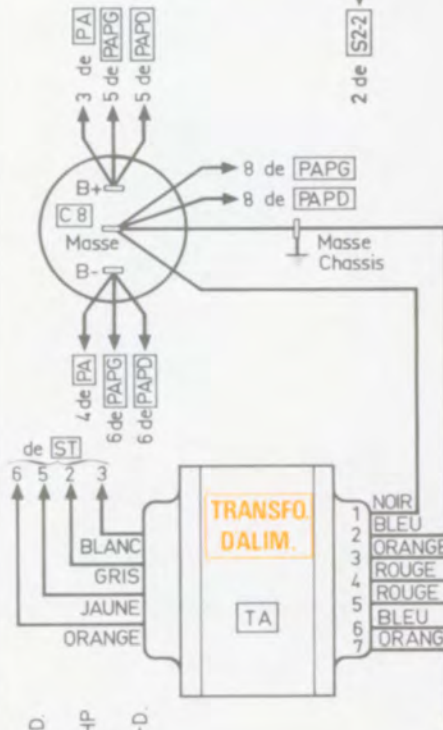 3 de PA
5 de PAPG
5 de PAPD
2 de S2-2
B+
C8
Masse
B-
8 de PAPG
8 de PAPD
Masse
Chassis
4 de PA
6 de PAPG
6 de PAPD
de ST
6 5 2 3
BLANC
GRIS
JAUNE
ORANGE
TRANSFO.
DALIM.
TA
1 NOIR
2 BLEU
3 ORANGE
4 ROUGE
5 ROUGE
6 BLEU
7 ORANG
D.
HP
D.